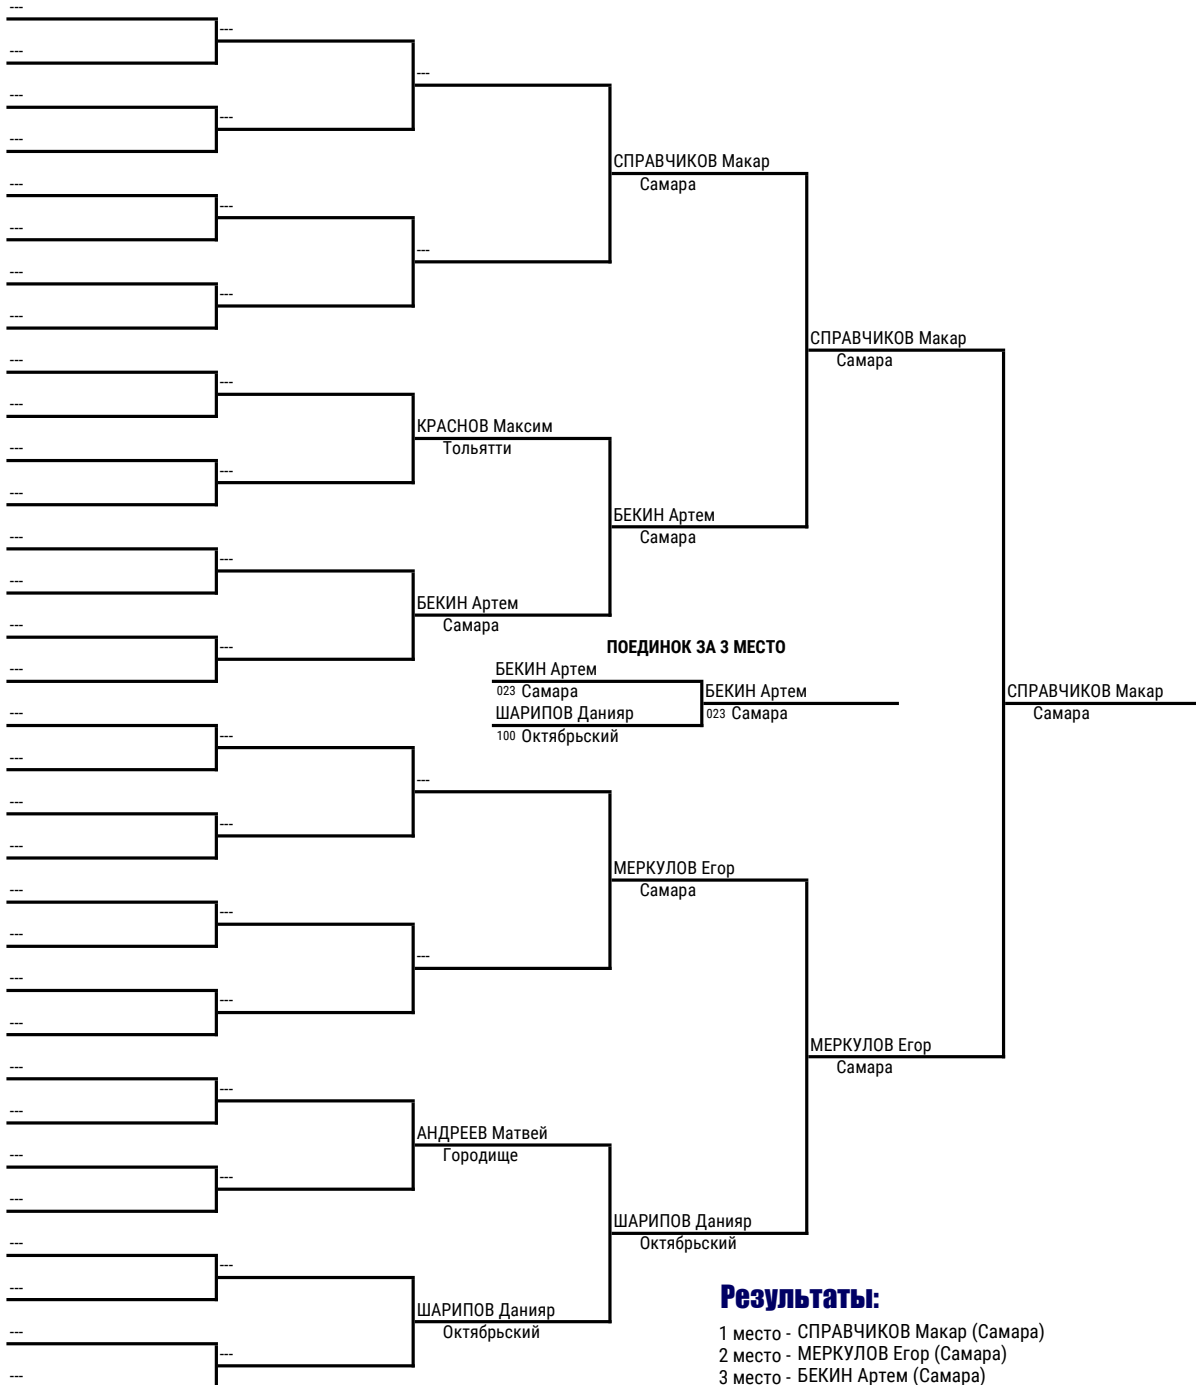 ---
---
---
---
---
---
---
СПРАВЧИКОВ Макар
--- Самара
---
---
---
---
---
---
СПРАВЧИКОВ Макар
--- Самара
---
---
КРАСНОВ Максим
--- Тольятти
---
---
БЕКИН Артем
--- Самара
---
---
БЕКИН Артем
--- Самара
--- ПОЕДИНОК ЗА 3 МЕСТО
--- БЕКИН Артем
023 Самара БЕКИН Артем СПРАВЧИКОВ Макар
--- ШАРИПОВ Данияр 023 Самара Самара
--- 100 Октябрьский
---
---
---
---
---
МЕРКУЛОВ Егор
--- Самара
---
---
---
---
---
---
МЕРКУЛОВ Егор
--- Самара
---
---
АНДРЕЕВ Матвей
--- Городище
---
---
ШАРИПОВ Данияр
--- Октябрьский
---
---
Результаты:
ШАРИПОВ Данияр
--- Октябрьский
1 место - СПРАВЧИКОВ Макар (Самара)
--- 2 место - МЕРКУЛОВ Егор (Самара)
--- 3 место - БЕКИН Артем (Самара)